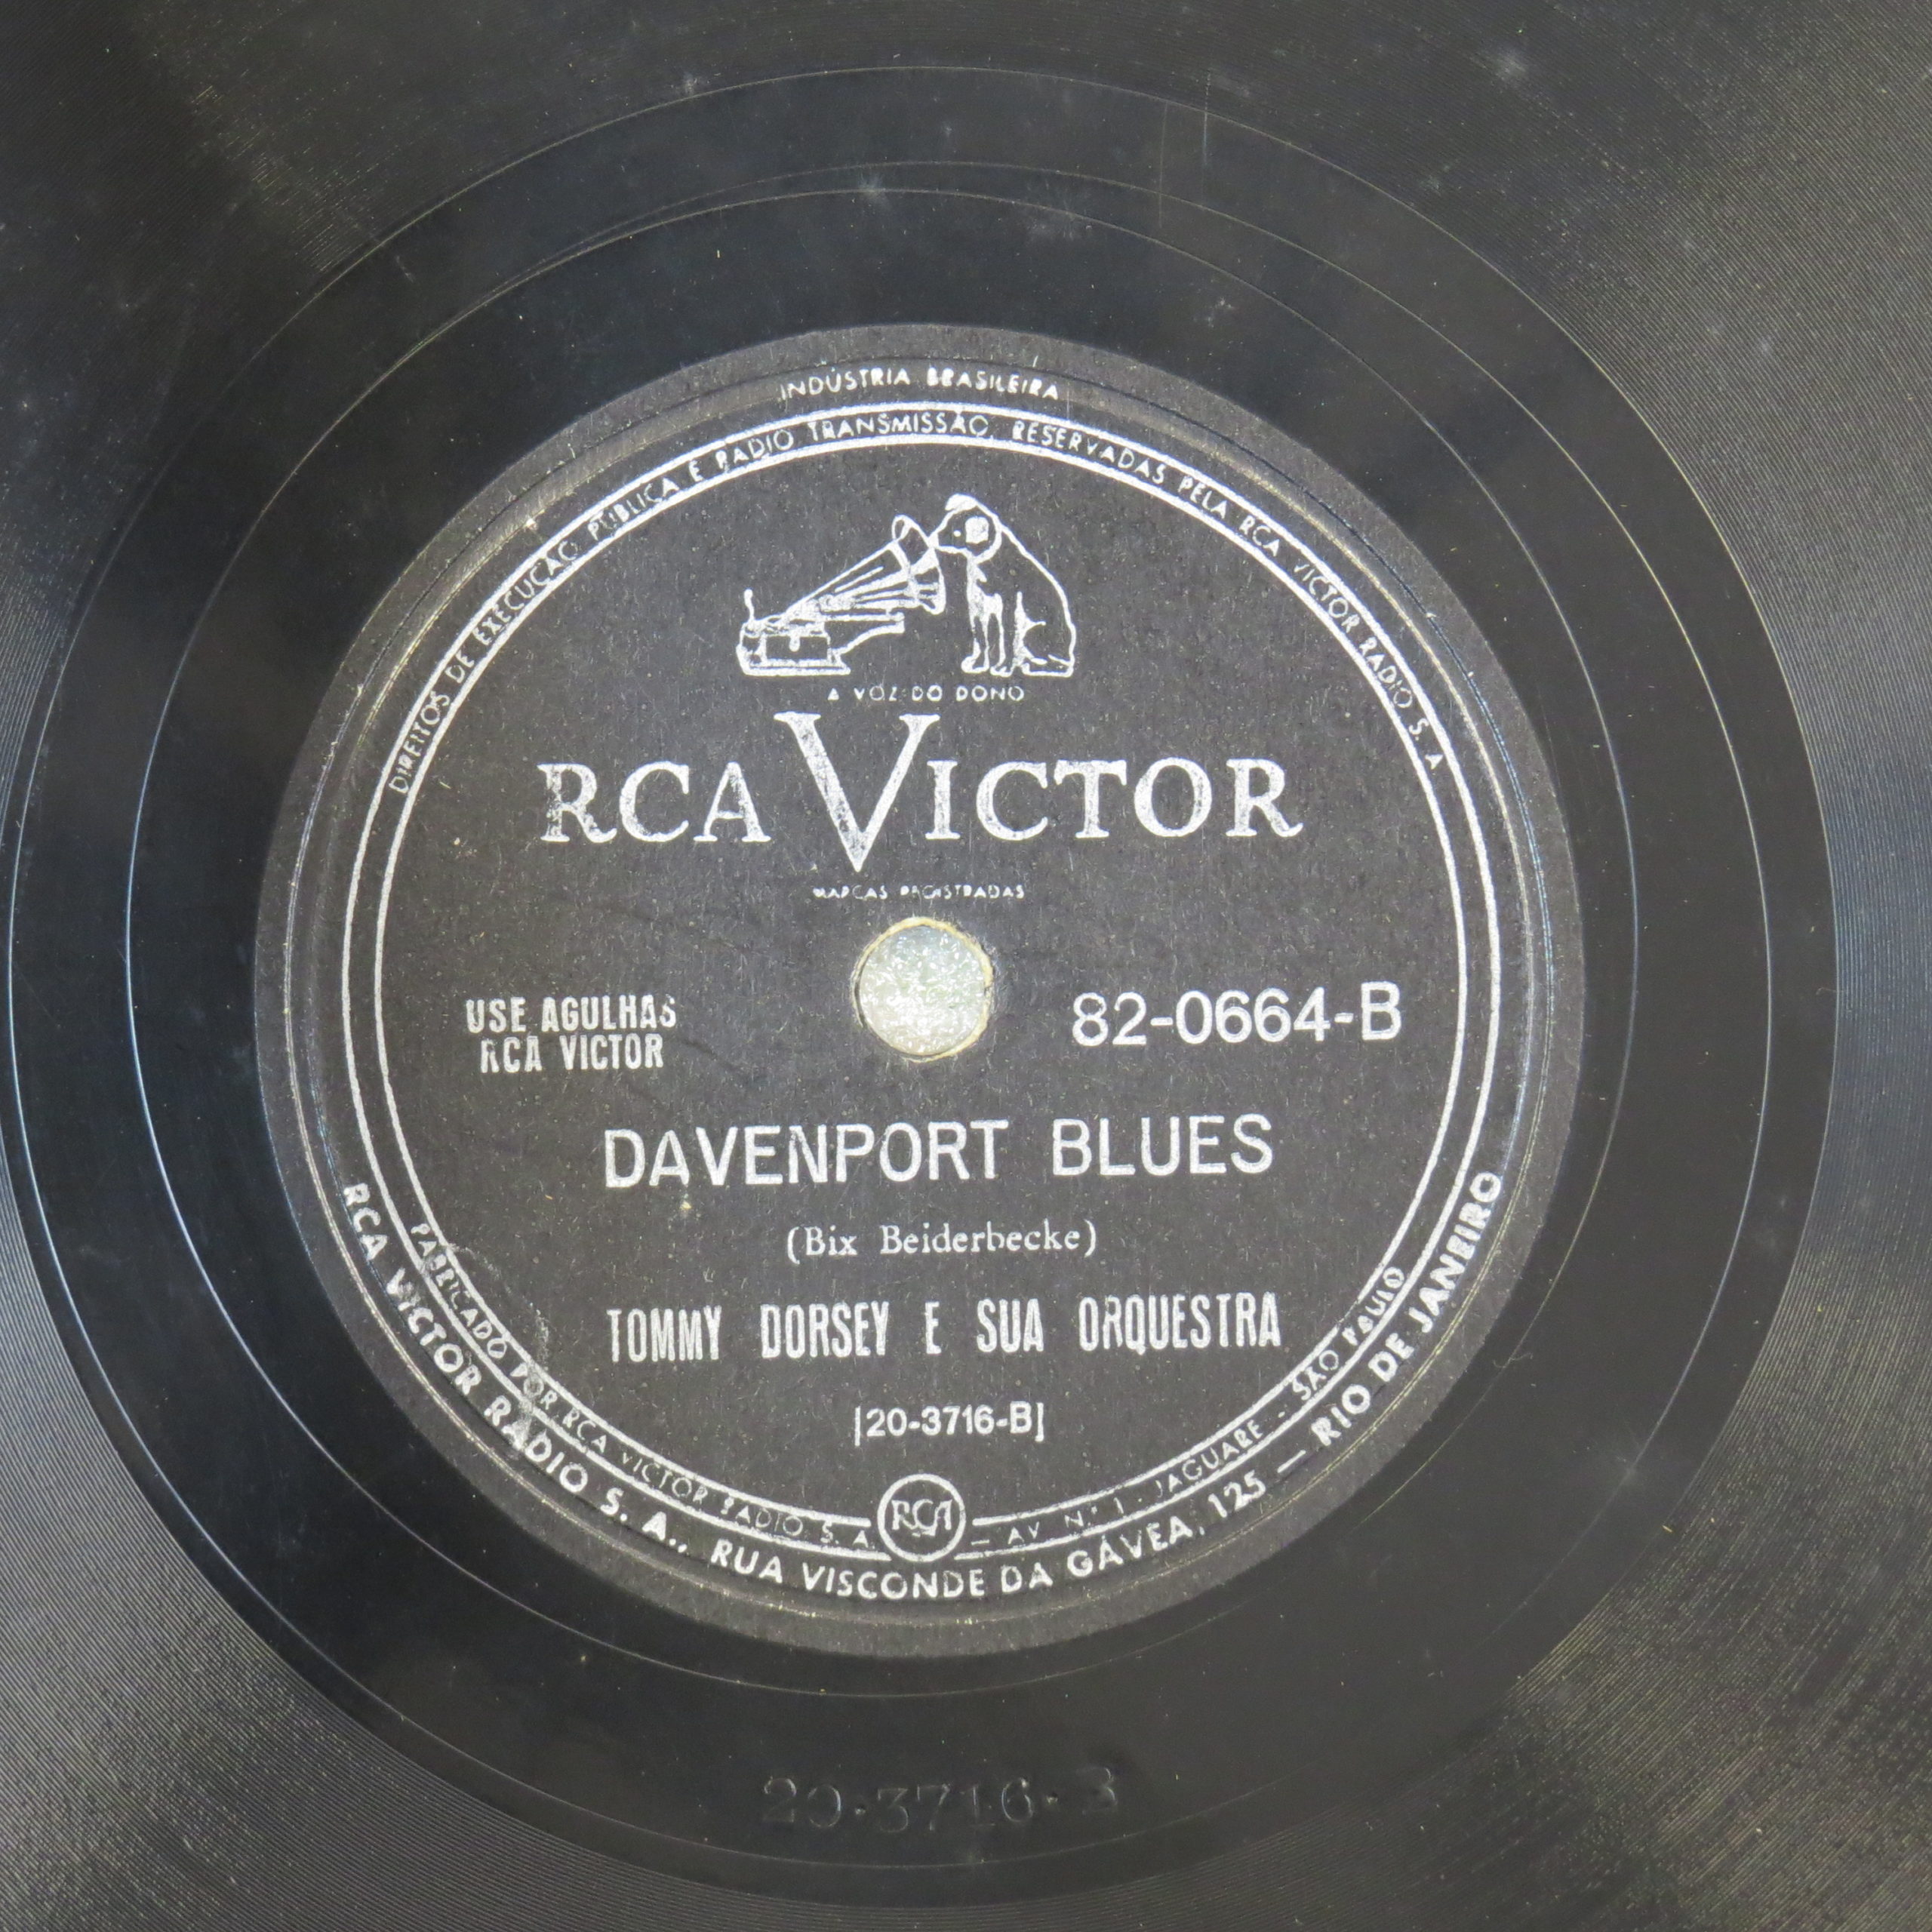 INDÚSTRIA BRASILEIRA
DIREITOS DE EXECUÇÃO PÚBLICA E RADIO TRANSMISSÃO, RESERVADAS PELA RCA VICTOR RADIO S. A
A VOZ DO DONO
RCA VICTOR
MARCAS REGISTRADAS
USE AGULHAS
RCA VICTOR
82-0664-B
DAVENPORT BLUES
(Bix Beiderbecke)
TOMMY DORSEY E SUA ORQUESTRA
[20-3716-B]
RCA
FABRICADO POR RCA VICTOR RADIO S. A. — AV. N.º 1 - JAGUARE - SÃO PAULO
RCA VICTOR RÁDIO S. A., RUA VISCONDE DA GÁVEA, 125 — RIO DE JANEIRO
20-3716-B